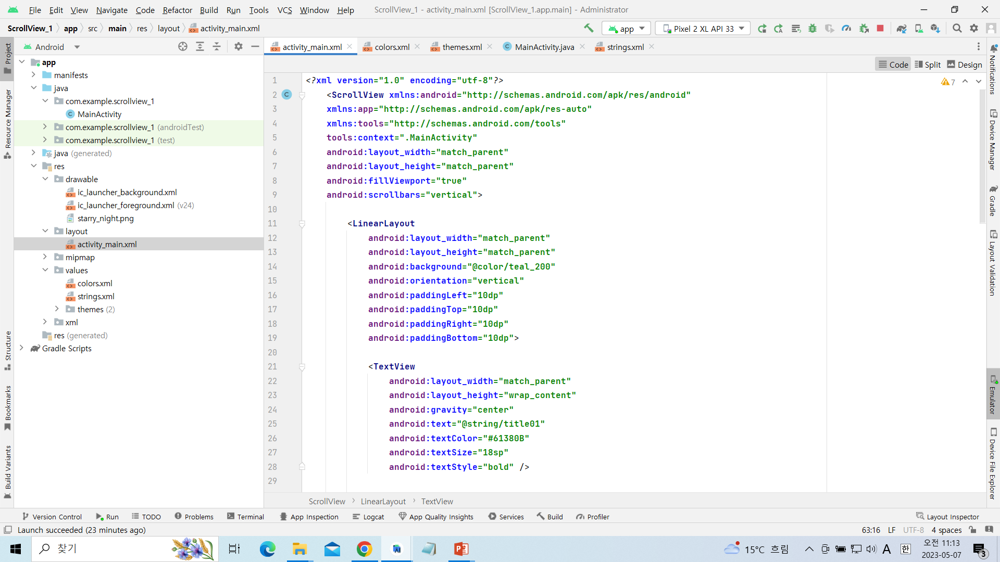 File Edit View Navigate Code Refactor Build Run Tools VCS Window Help ScrollView_1 - activity_main.xml [ScrollView_1.app.main] - Administrator
ScrollView_1 app src main res layout activity_main.xml app Pixel 2 XL API 33
Project
Resource Manager
Structure
Bookmarks
Build Variants
Android
app
manifests
java
com.example.scrollview_1
MainActivity
com.example.scrollview_1 (androidTest)
com.example.scrollview_1 (test)
java (generated)
res
drawable
ic_launcher_background.xml
ic_launcher_foreground.xml (v24)
starry_night.png
layout
activity_main.xml
mipmap
values
colors.xml
strings.xml
themes (2)
xml
res (generated)
Gradle Scripts
activity_main.xml colors.xml themes.xml MainActivity.java strings.xml
Code Split Design
7
1 <?xml version="1.0" encoding="utf-8"?>
2 <ScrollView xmlns:android="http://schemas.android.com/apk/res/android"
3 xmlns:app="http://schemas.android.com/apk/res-auto"
4 xmlns:tools="http://schemas.android.com/tools"
5 tools:context=".MainActivity"
6 android:layout_width="match_parent"
7 android:layout_height="match_parent"
8 android:fillViewport="true"
9 android:scrollbars="vertical">
10
11 <LinearLayout
12 android:layout_width="match_parent"
13 android:layout_height="match_parent"
14 android:background="@color/teal_200"
15 android:orientation="vertical"
16 android:paddingLeft="10dp"
17 android:paddingTop="10dp"
18 android:paddingRight="10dp"
19 android:paddingBottom="10dp">
20
21 <TextView
22 android:layout_width="match_parent"
23 android:layout_height="wrap_content"
24 android:gravity="center"
25 android:text="@string/title01"
26 android:textColor="#61380B"
27 android:textSize="18sp"
28 android:textStyle="bold" />
29
ScrollView LinearLayout TextView
Notifications
Device Manager
Gradle
Layout Validation
Emulator
Device File Explorer
Version Control Run TODO Problems Terminal App Inspection Logcat App Quality Insights Services Build Profiler Layout Inspector
Launch succeeded (23 minutes ago) 63:16 LF UTF-8 4 spaces
찾기 15°C 흐림 A 한 오전 11:13
2023-05-07 3